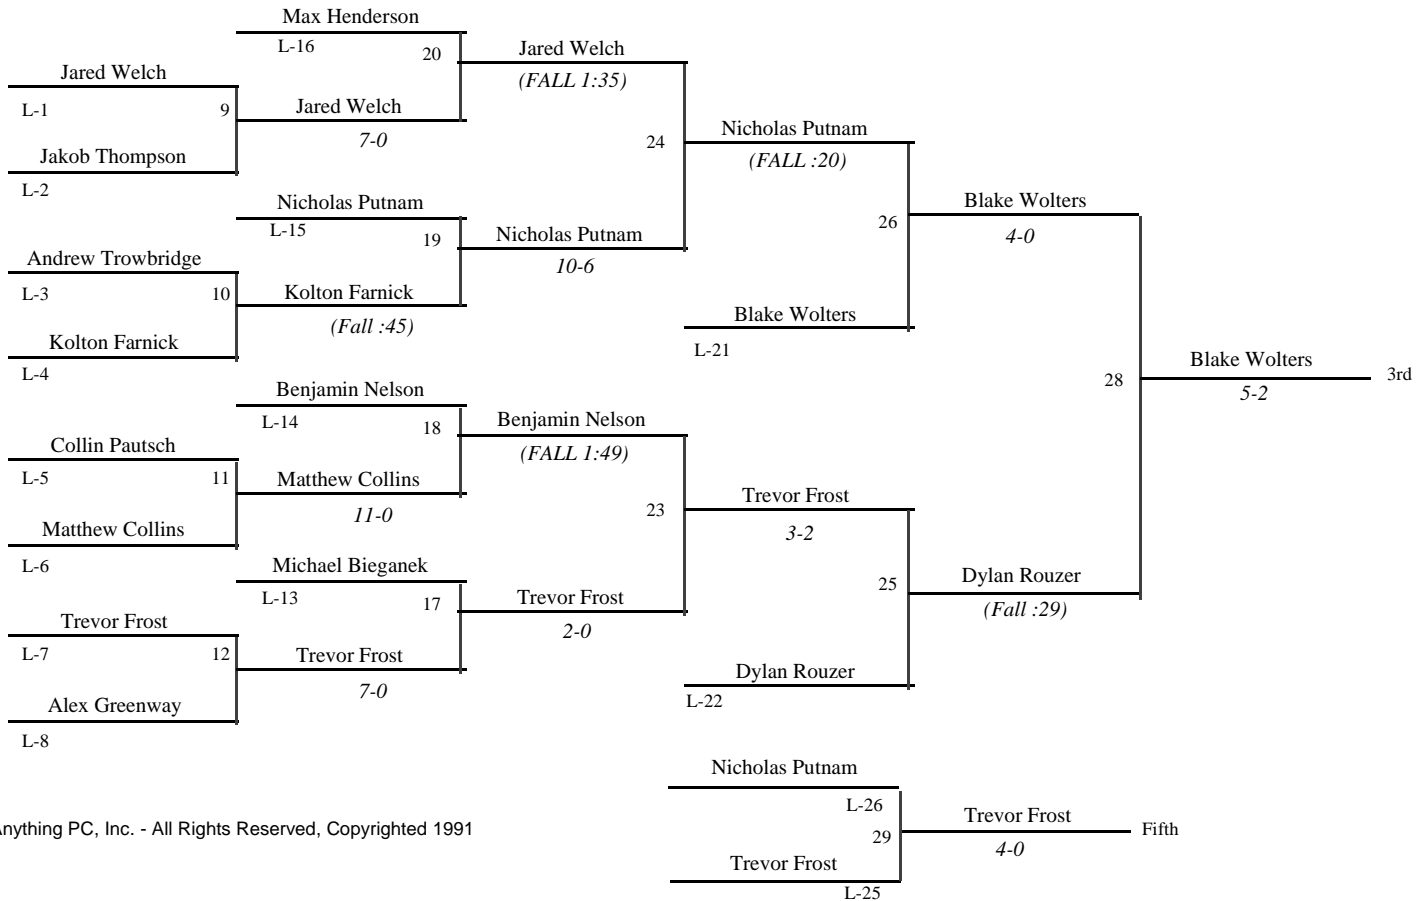 Max Henderson
L-16
20
Jared Welch
(FALL 1:35)
Jared Welch
L-1
9
Jared Welch
7-0
Jakob Thompson
L-2
24
Nicholas Putnam
(FALL :20)
Nicholas Putnam
L-15
19
Nicholas Putnam
10-6
26
Blake Wolters
4-0
Andrew Trowbridge
L-3
10
Kolton Farnick
(Fall :45)
Kolton Farnick
L-4
Blake Wolters
L-21
28
Blake Wolters
5-2
3rd
Benjamin Nelson
L-14
18
Benjamin Nelson
(FALL 1:49)
Collin Pautsch
L-5
11
Matthew Collins
11-0
Matthew Collins
L-6
23
Trevor Frost
3-2
Michael Bieganek
L-13
17
Trevor Frost
2-0
25
Dylan Rouzer
(Fall :29)
Trevor Frost
L-7
12
Trevor Frost
7-0
Alex Greenway
L-8
Dylan Rouzer
L-22
Nicholas Putnam
L-26
29
Trevor Frost
4-0
Fifth
Trevor Frost
L-25
nything PC, Inc. - All Rights Reserved, Copyrighted 1991